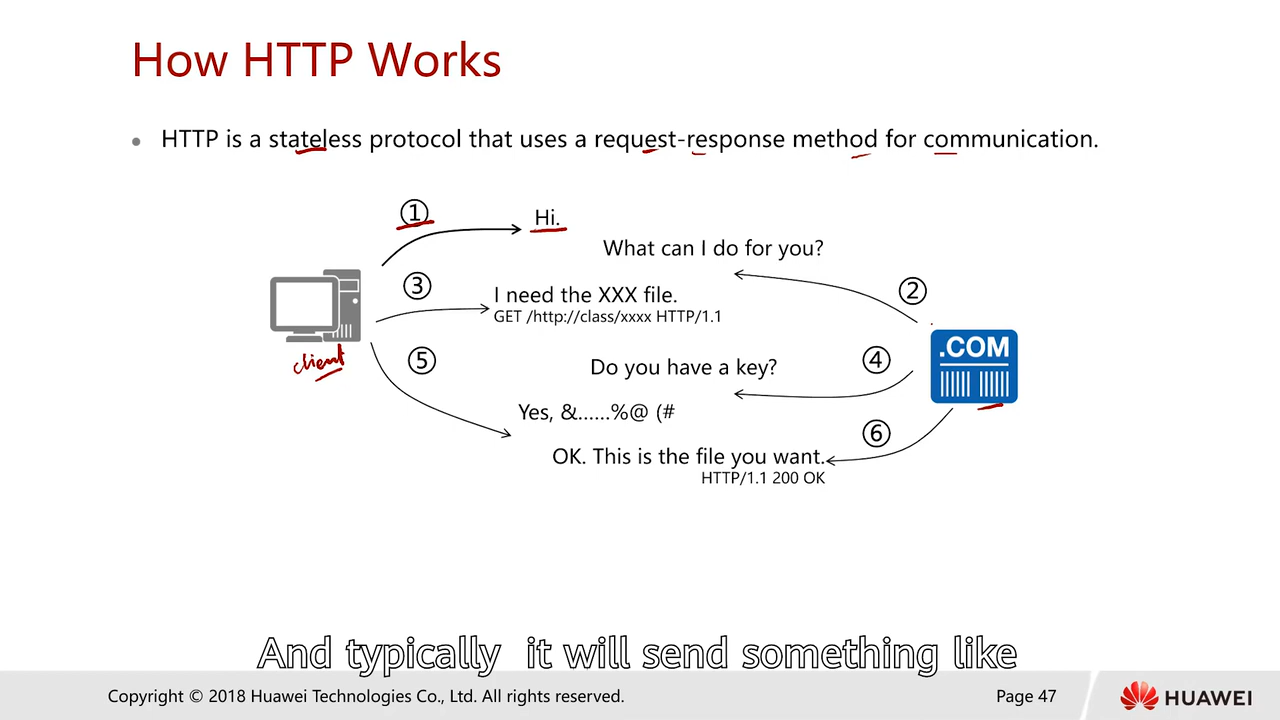 How HTTP Works
• HTTP is a stateless protocol that uses a request-response method for communication.
① Hi.
What can I do for you?
②
③ I need the XXX file.
GET /http://class/xxxx HTTP/1.1
.COM
client
⑤
Do you have a key? ④
Yes, &......%@ (#
⑥
OK. This is the file you want.
HTTP/1.1 200 OK
And typically it will send something like
Copyright © 2018 Huawei Technologies Co., Ltd. All rights reserved. Page 47 HUAWEI